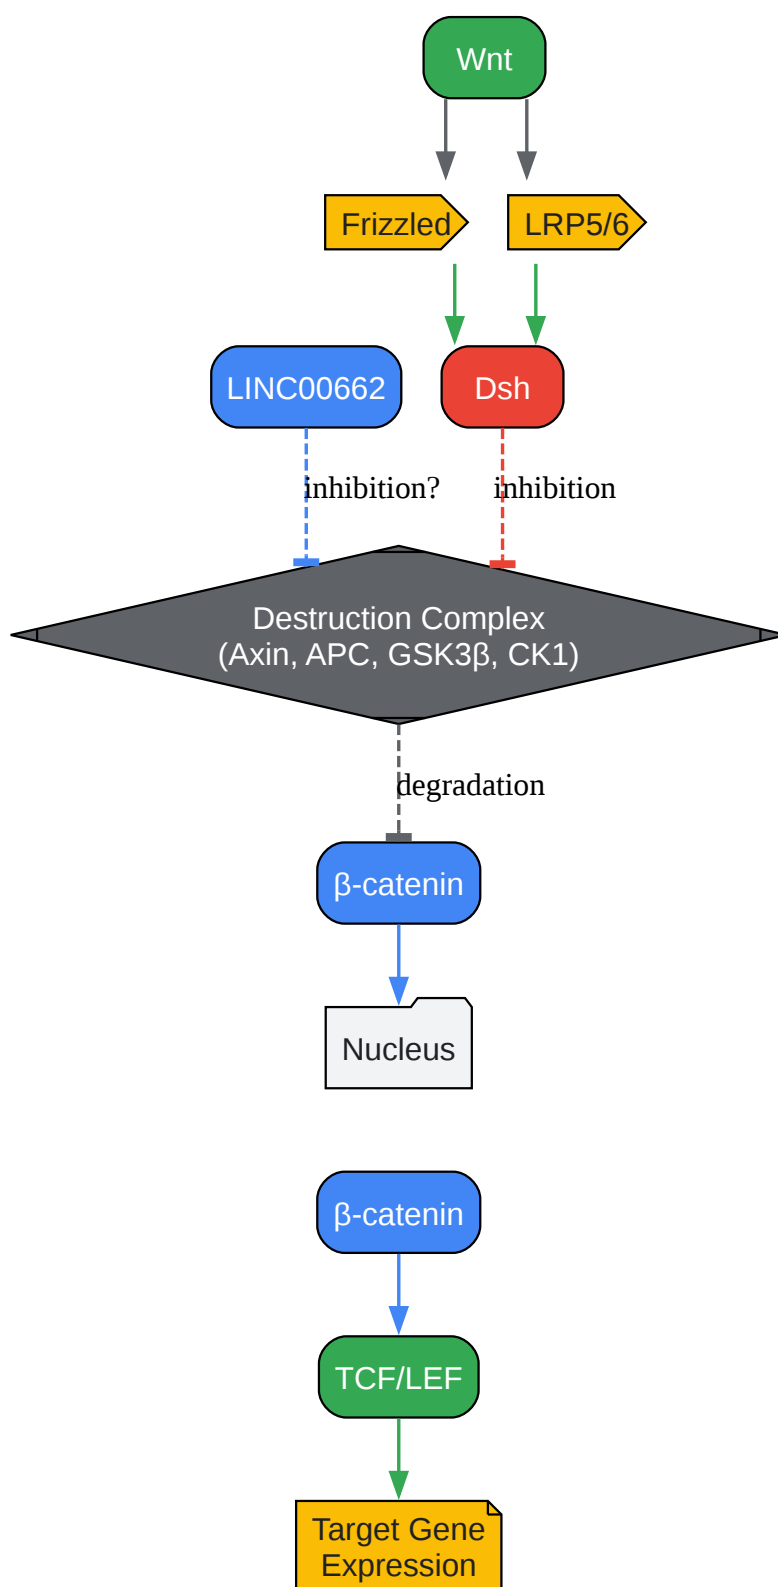 Wnt
Frizzled
LRP5/6
LINC00662
Dsh
inhibition?
inhibition
Destruction Complex
(Axin, APC, GSK3β, CK1)
degradation
β-catenin
Nucleus
β-catenin
TCF/LEF
Target Gene
Expression